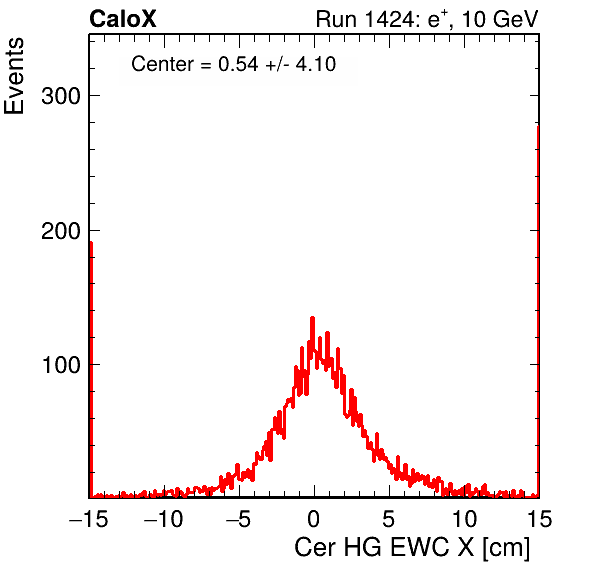 CaloX
Run 1424: e⁺, 10 GeV
Center = 0.54 +/- 4.10
Events
300
200
100
−15 −10 −5 0 5 10 15
Cer HG EWC X [cm]